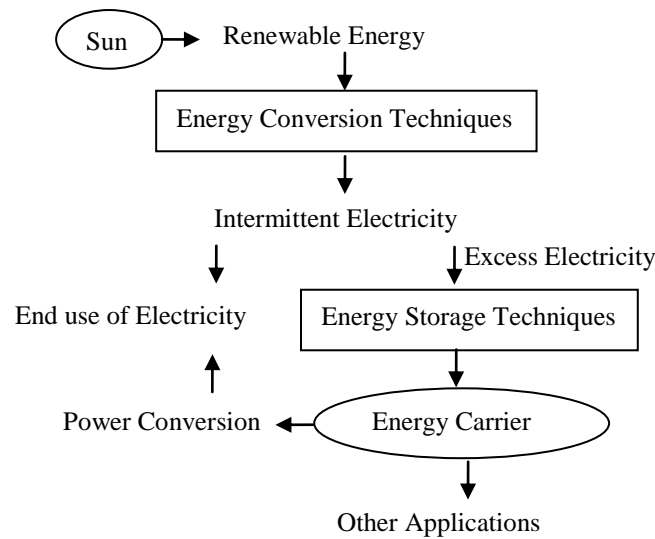 Sun
Renewable Energy
Energy Conversion Techniques
Intermittent Electricity
Excess Electricity
End use of Electricity
Energy Storage Techniques
Power Conversion
Energy Carrier
Other Applications